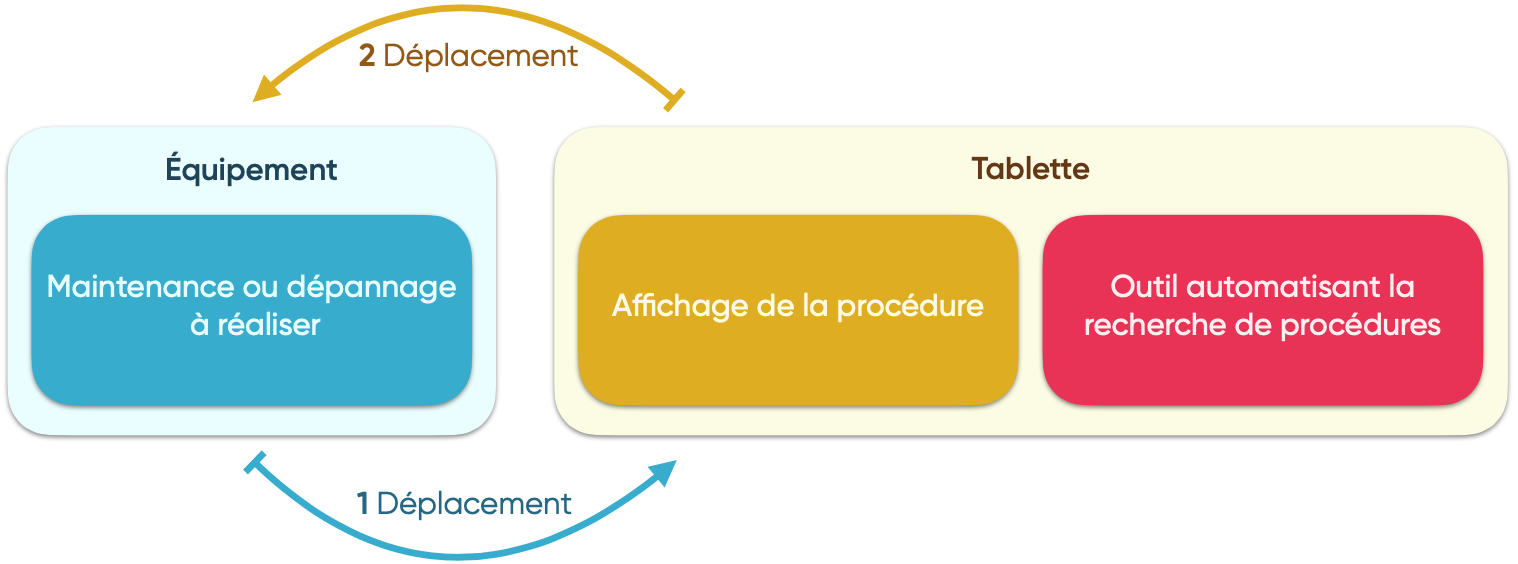 2 Déplacement
Équipement
Tablette
Maintenance ou dépannage
à réaliser
Affichage de la procédure
Outil automatisant la
recherche de procédures
1 Déplacement